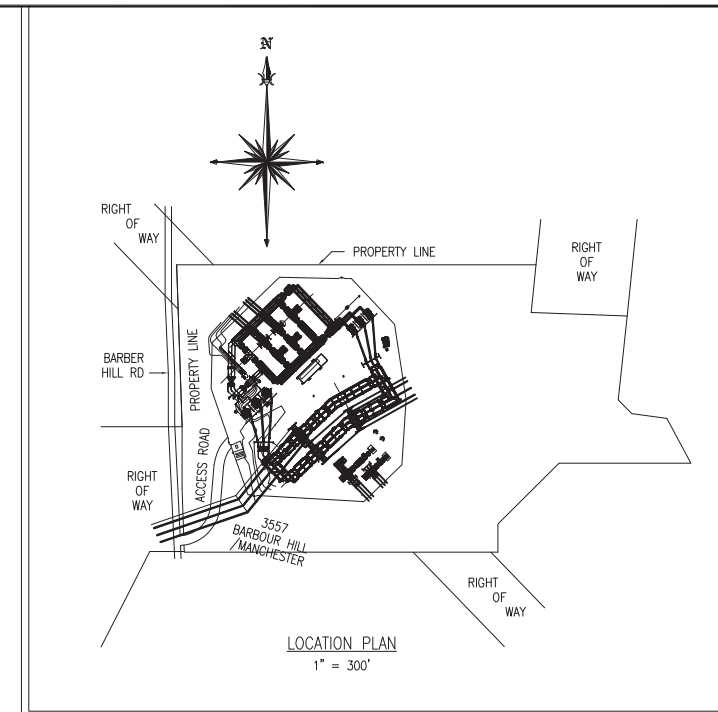 N
RIGHT
OF
WAY
PROPERTY LINE
RIGHT
OF
WAY
BARBER
HILL RD
PROPERTY LINE
ACCESS ROAD
RIGHT
OF
WAY
3557
BARBOUR HILL
/MANCHESTER
RIGHT
OF
WAY
LOCATION PLAN
1" = 300'